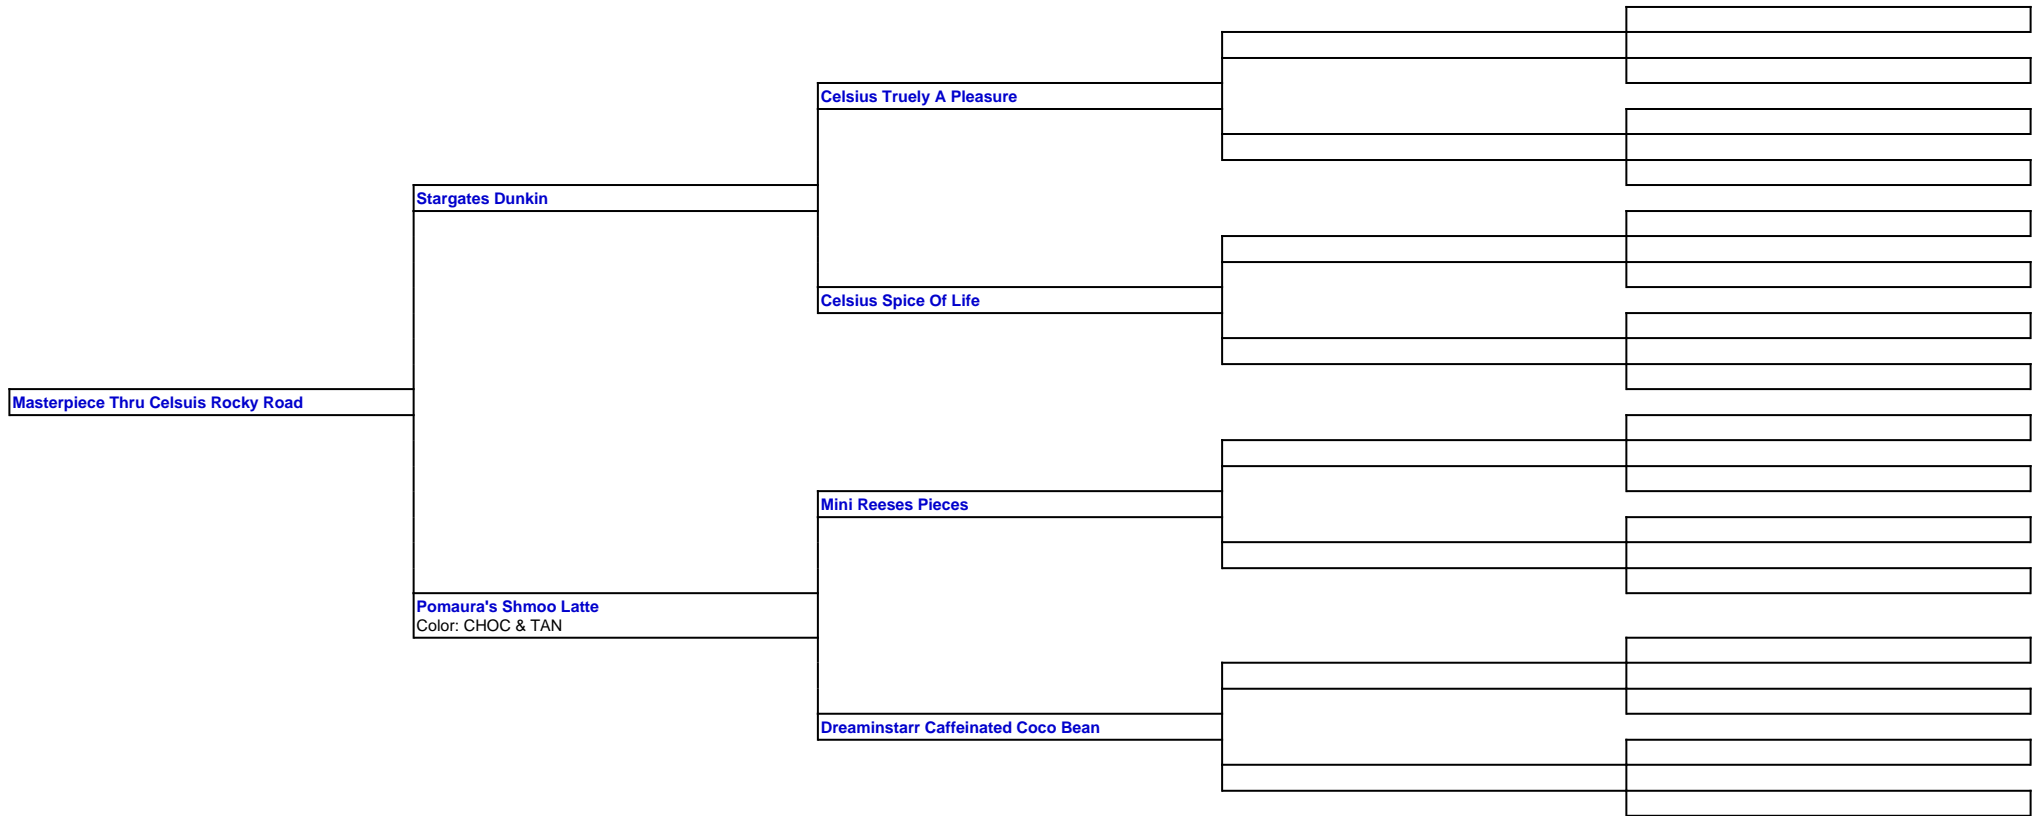 Celsius Truely A Pleasure
Stargates Dunkin
Celsius Spice Of Life
Masterpiece Thru Celsuis Rocky Road
Mini Reeses Pieces
Pomaura's Shmoo Latte
Color: CHOC & TAN
Dreaminstarr Caffeinated Coco Bean